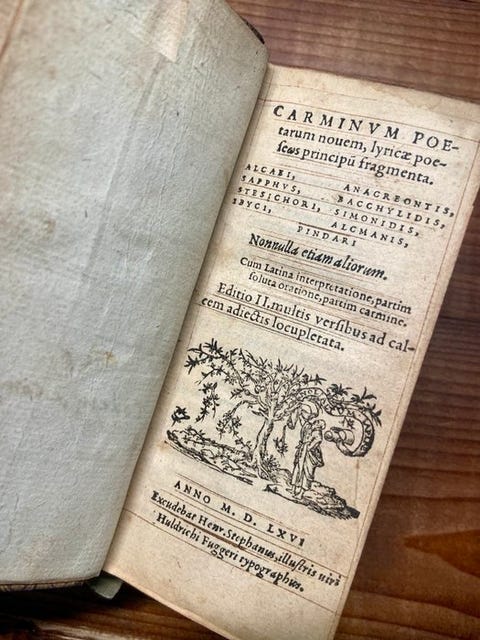 CARMINVM POE-
tarum nouem, lyricæ poe-
seωs principū fragmenta.
ALCAEI, ANACREONTIS,
SAPPHVS, BACCHYLIDIS,
STESICHORI, SIMONIDIS,
IBYCI, ALCMANIS,
PINDARI
Nonnulla etiam aliorum.
Cum Latina interpretatione, partim
soluta oratione, partim carmine.
Editio II. multis versibus ad cal-
cem adiectis locupletata.
ANNO M. D. LXVI
Excudebat Henr. Stephanus, illustris viri
Huldrichi Fuggeri typographus.